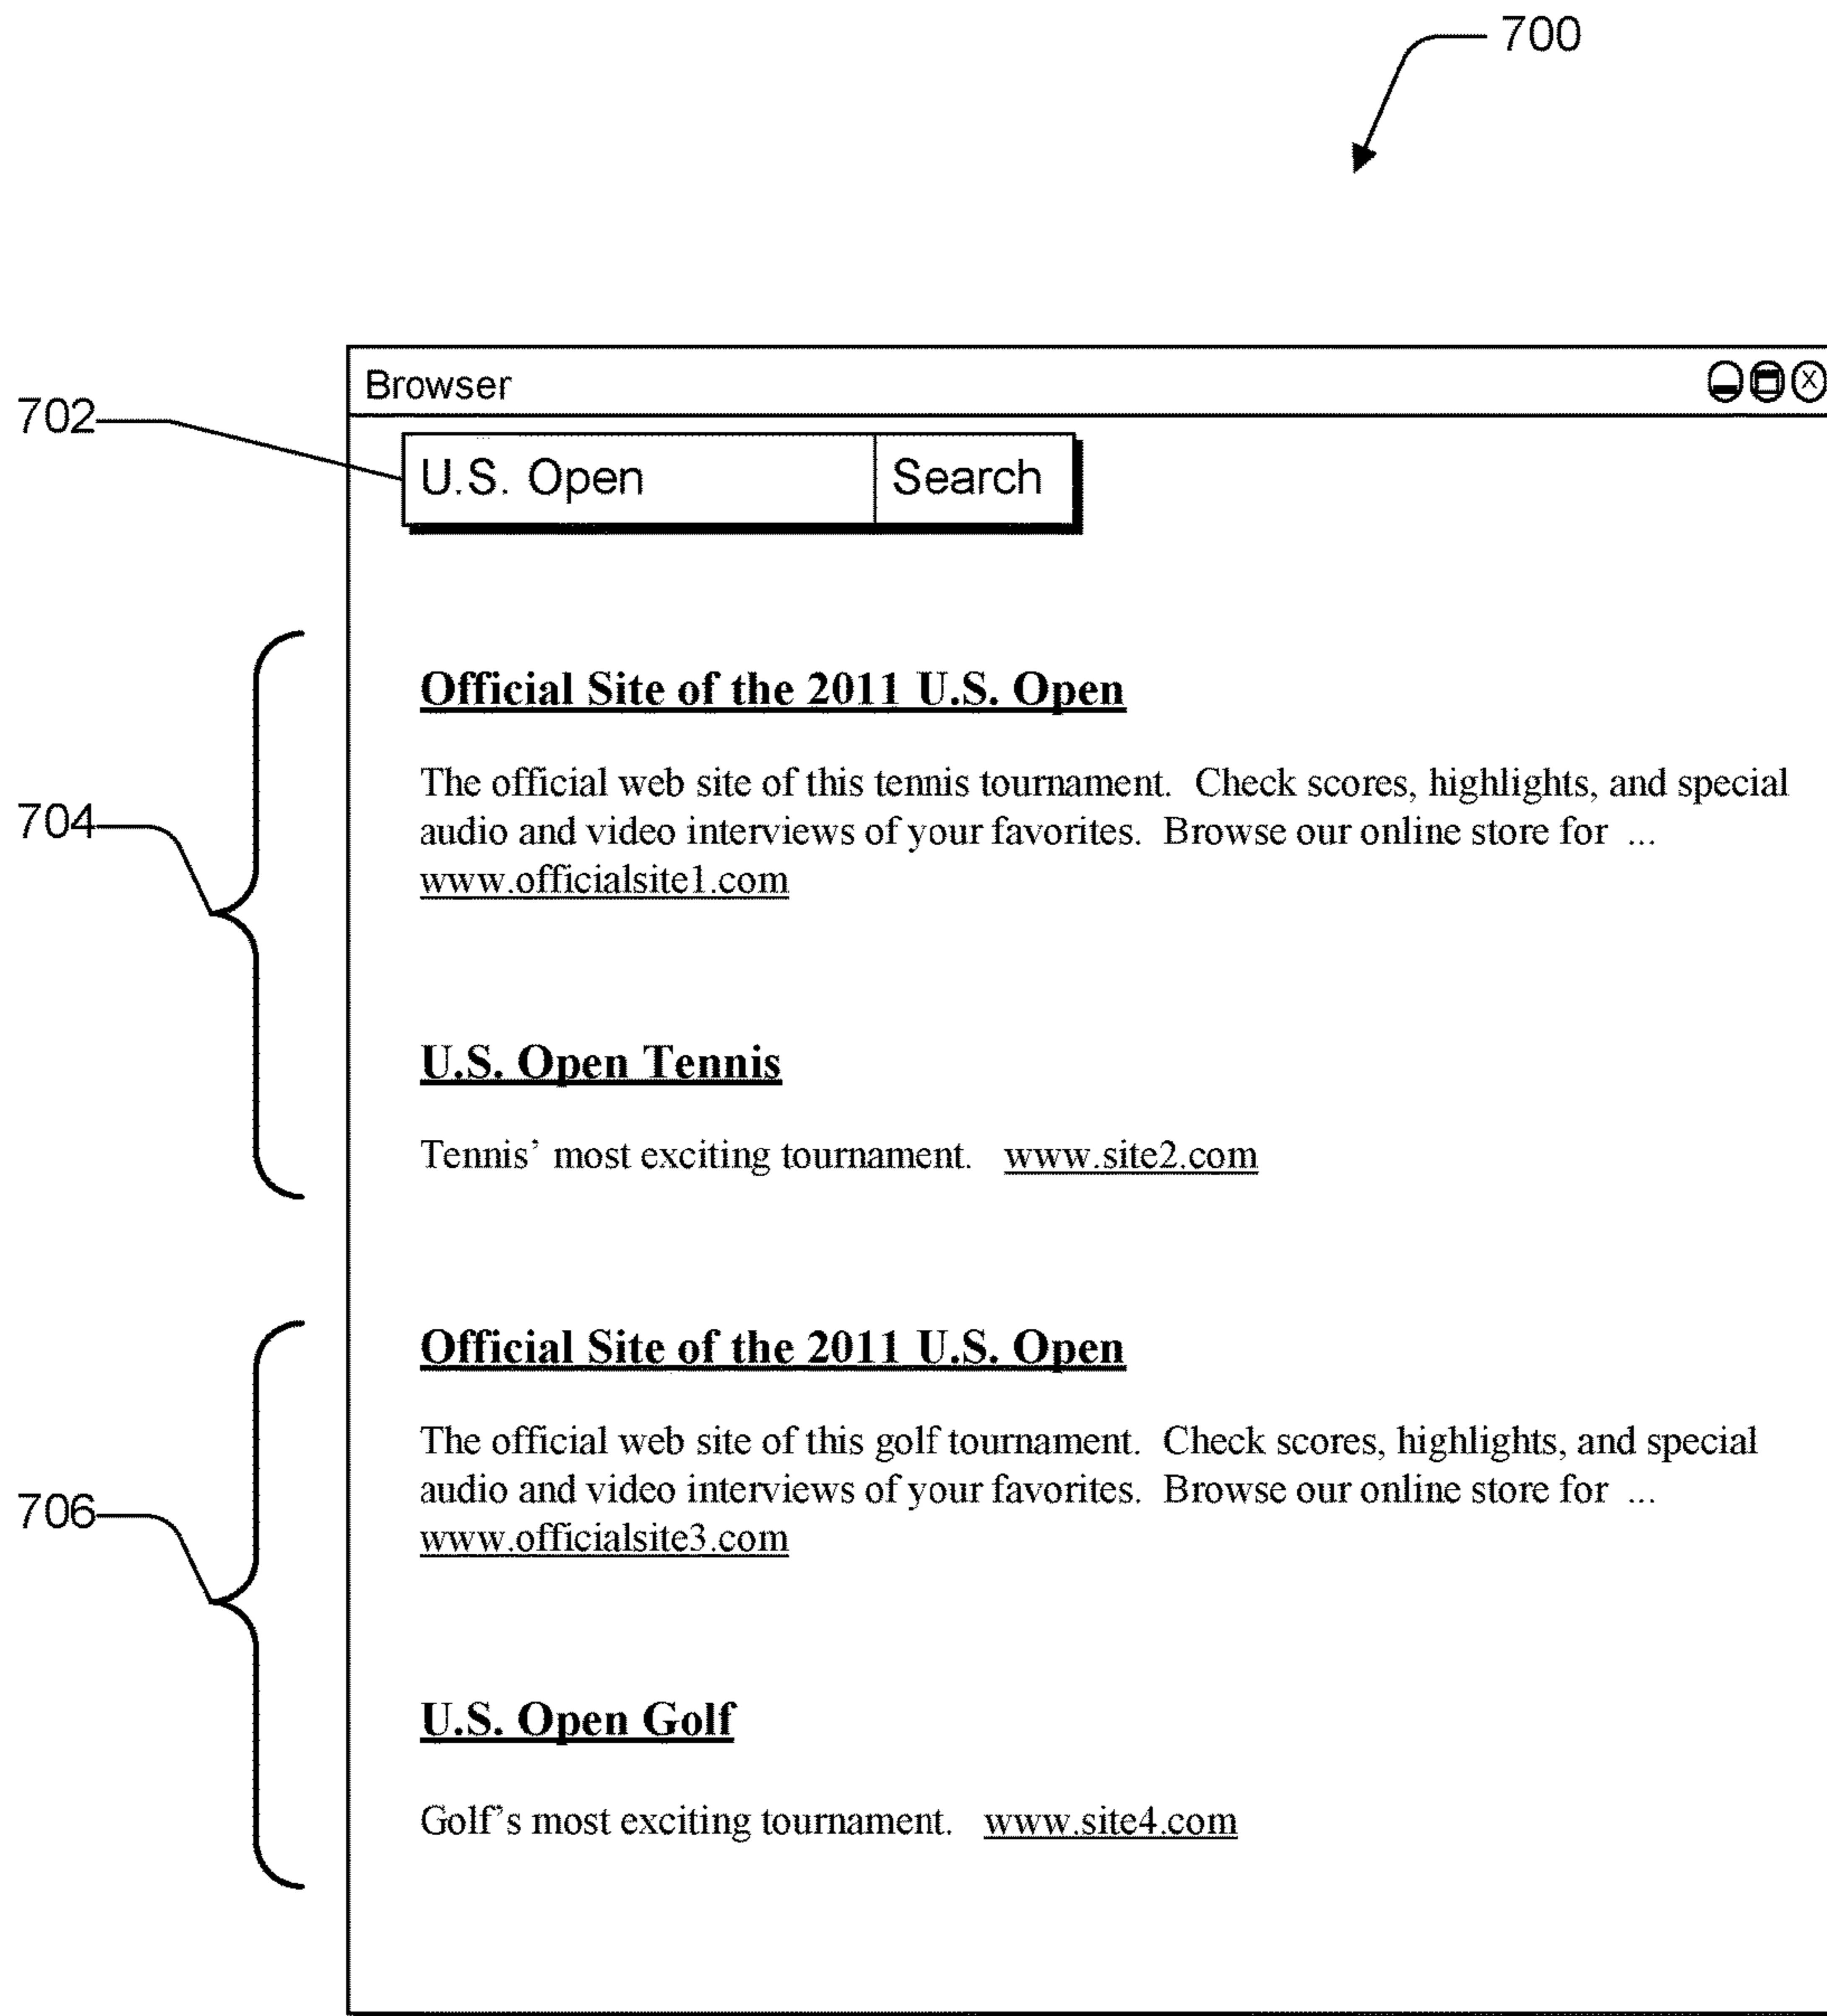 700
Browser
X
702
U.S. Open Search
704
Official Site of the 2011 U.S. Open
The official web site of this tennis tournament. Check scores, highlights, and special
audio and video interviews of your favorites. Browse our online store for ...
www.officialsite1.com
U.S. Open Tennis
Tennis’ most exciting tournament. www.site2.com
706
Official Site of the 2011 U.S. Open
The official web site of this golf tournament. Check scores, highlights, and special
audio and video interviews of your favorites. Browse our online store for ...
www.officialsite3.com
U.S. Open Golf
Golf’s most exciting tournament. www.site4.com